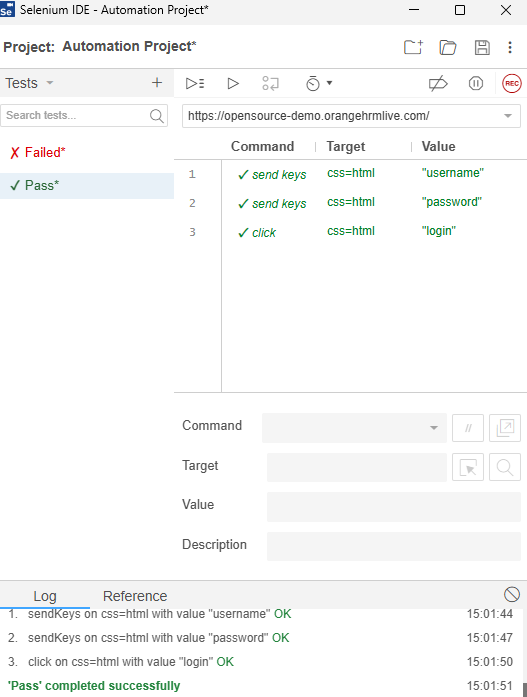 Se Selenium IDE - Automation Project*
Project: Automation Project*
Tests
REC
Search tests...
https://opensource-demo.orangehrmlive.com/
Command Target Value
✗ Failed*
✓ Pass*
1 ✓ send keys css=html "username"
2 ✓ send keys css=html "password"
3 ✓ click css=html "login"
Command //
Target
Value
Description
Log Reference
1. sendKeys on css=html with value "username" OK 15:01:44
2. sendKeys on css=html with value "password" OK 15:01:47
3. click on css=html with value "login" OK 15:01:50
'Pass' completed successfully 15:01:51